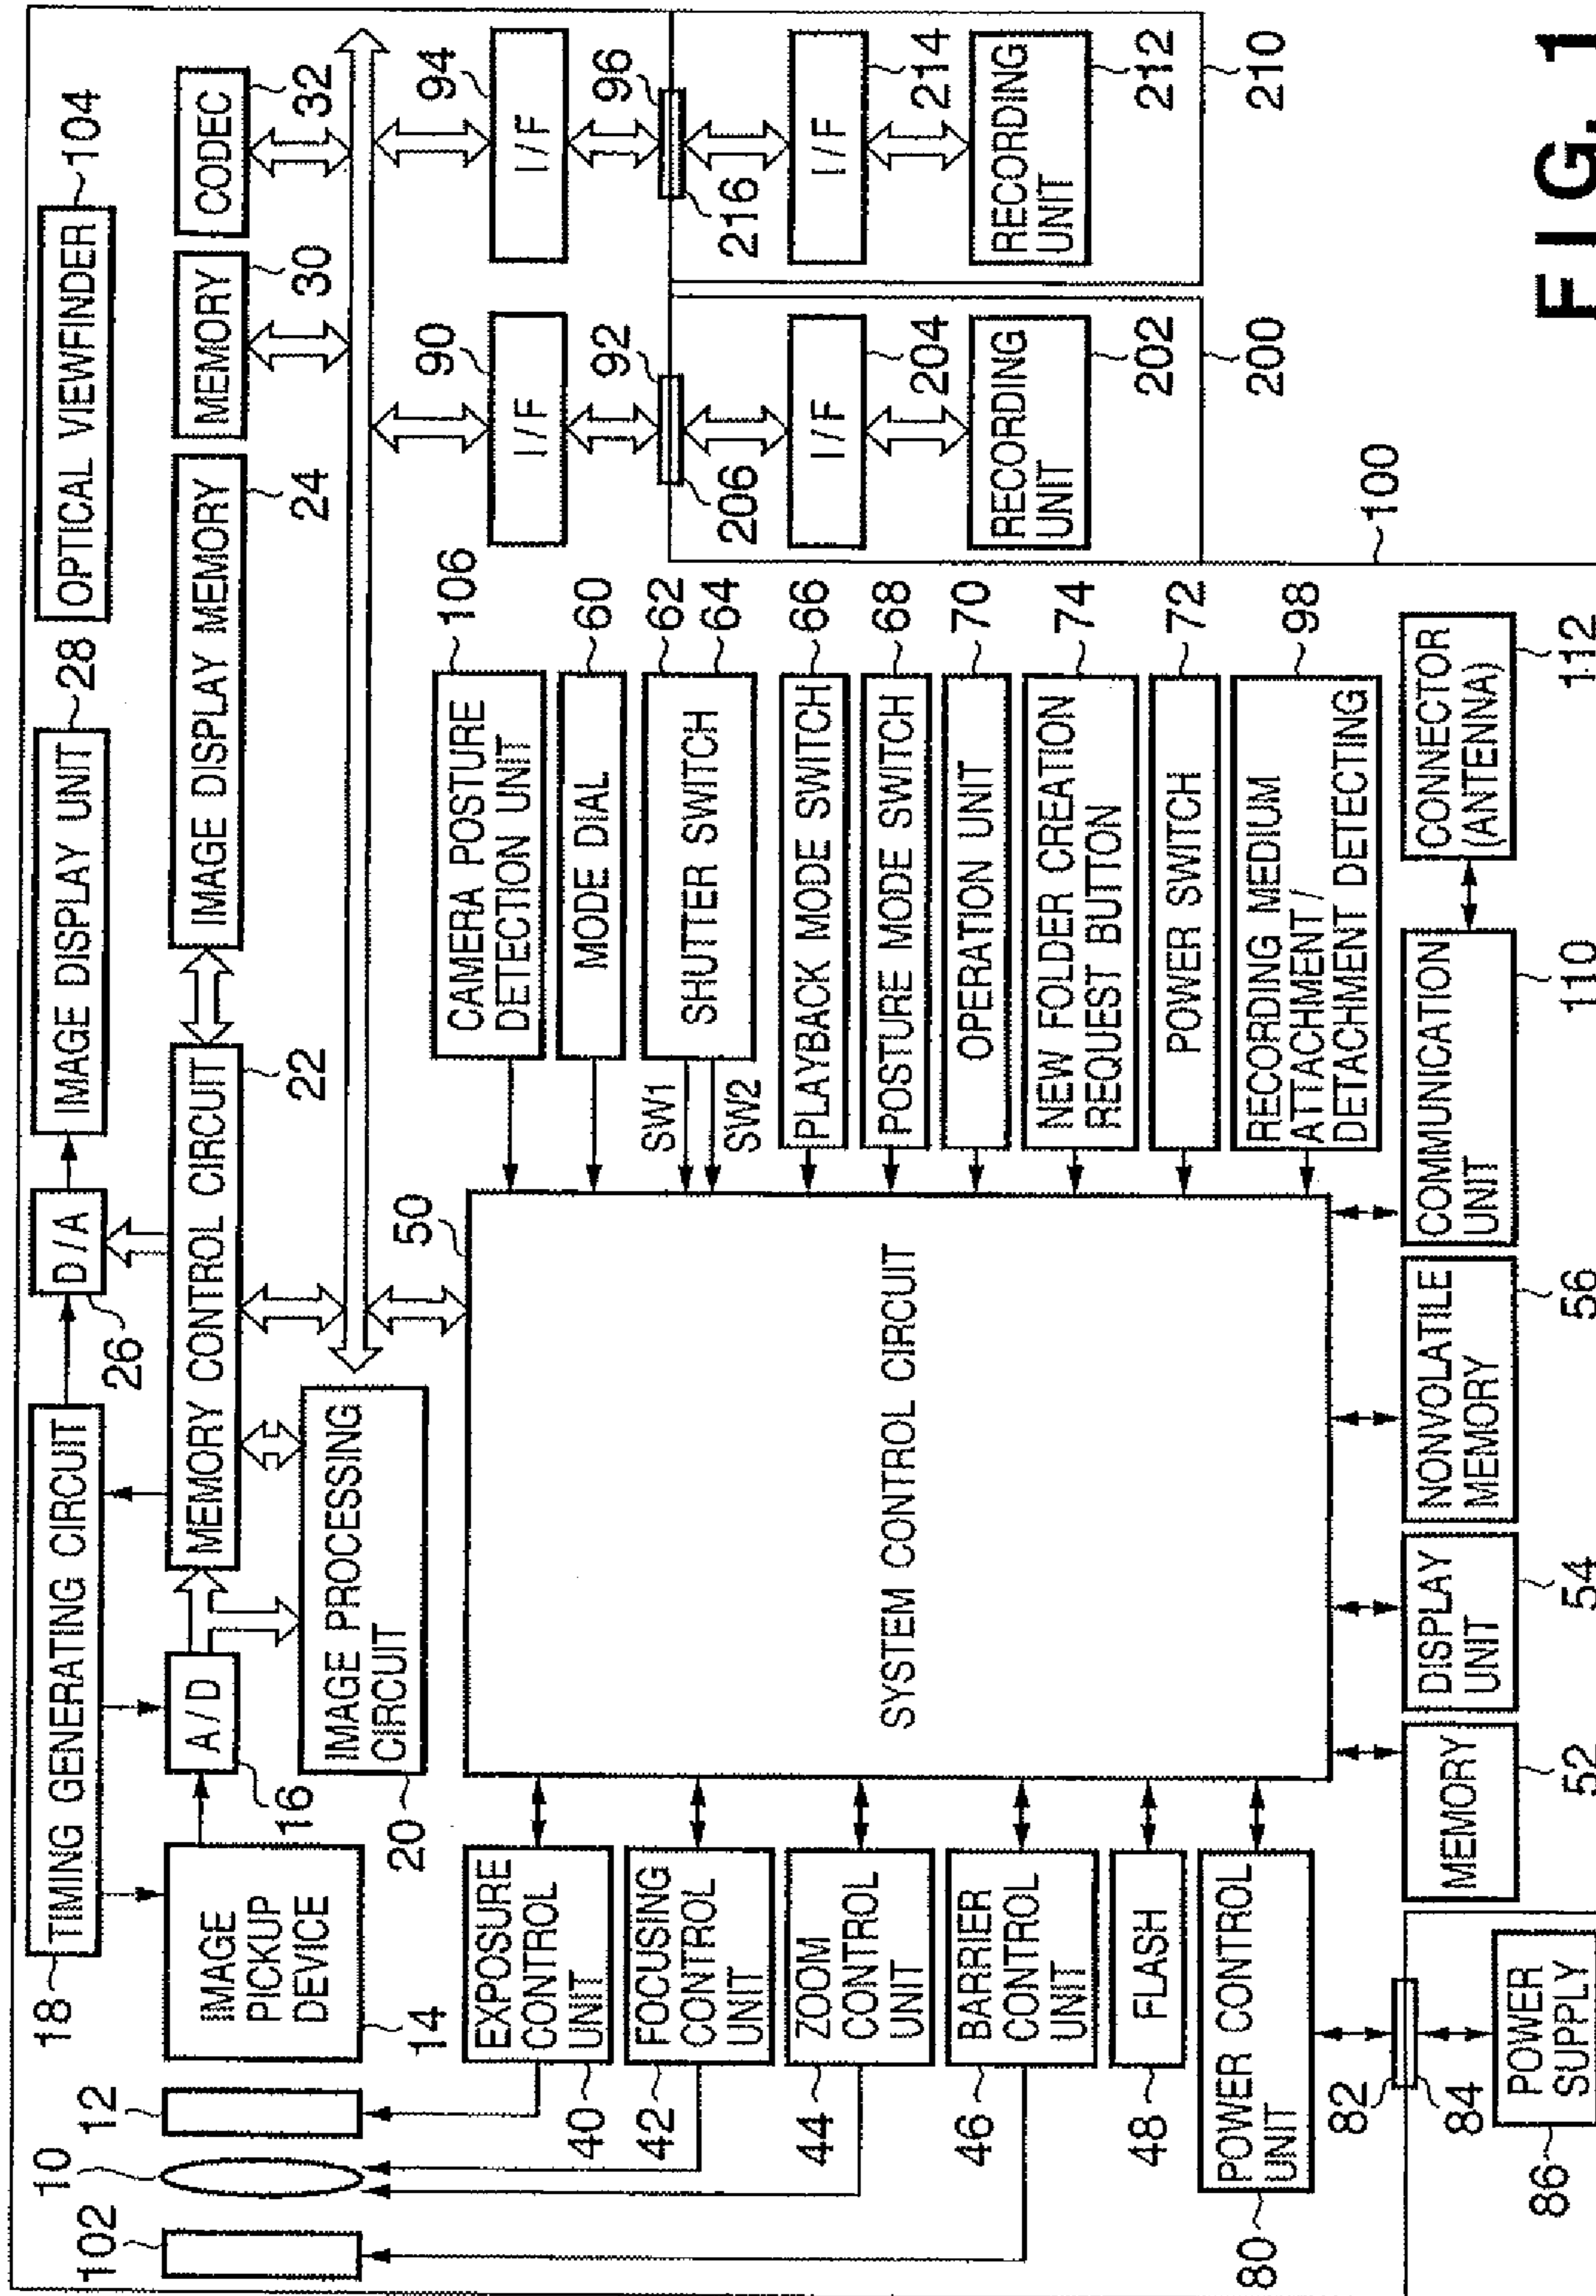 18
TIMING GENERATING CIRCUIT
26
D/A
IMAGE DISPLAY UNIT
28
OPTICAL VIEWFINDER
104
102
10
12
IMAGE
PICKUP
DEVICE
14
A/D
16
MEMORY CONTROL CIRCUIT
22
IMAGE DISPLAY MEMORY
24
MEMORY
30
CODEC
32
IMAGE PROCESSING
CIRCUIT
20
EXPOSURE
CONTROL
UNIT
40
FOCUSING
CONTROL
UNIT
42
ZOOM
CONTROL
UNIT
44
BARRIER
CONTROL
UNIT
46
FLASH
48
POWER CONTROL
UNIT
80
82
84
POWER
SUPPLY
86
50
SYSTEM CONTROL CIRCUIT
CAMERA POSTURE
DETECTION UNIT
106
MODE DIAL
60
SW1
SW2
SHUTTER SWITCH
62
64
PLAYBACK MODE SWITCH
66
POSTURE MODE SWITCH
68
OPERATION UNIT
70
NEW FOLDER CREATION
REQUEST BUTTON
74
POWER SWITCH
72
RECORDING MEDIUM
ATTACHMENT/
DETACHMENT DETECTING
98
MEMORY
52
DISPLAY
UNIT
54
NONVOLATILE
MEMORY
56
COMMUNICATION
UNIT
110
CONNECTOR
(ANTENNA)
112
100
I/F
90
92
206
I/F
204
RECORDING
UNIT
202
200
I/F
94
96
216
I/F
214
RECORDING
UNIT
212
210
FIG. 1